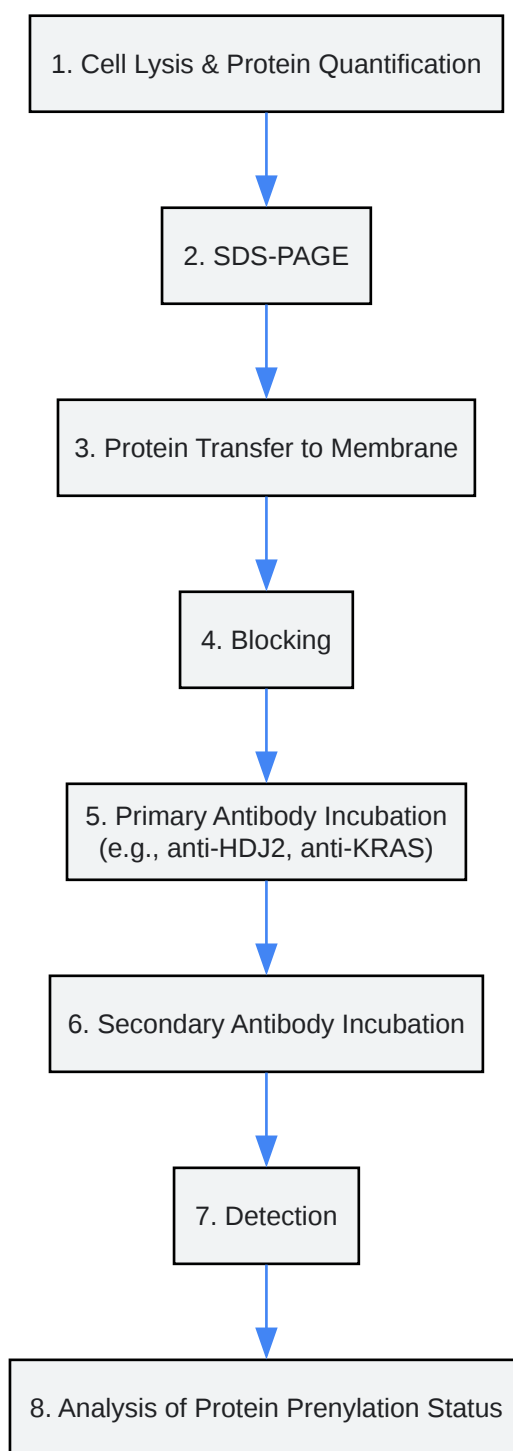 1. Cell Lysis & Protein Quantification
2. SDS-PAGE
3. Protein Transfer to Membrane
4. Blocking
5. Primary Antibody Incubation
(e.g., anti-HDJ2, anti-KRAS)
6. Secondary Antibody Incubation
7. Detection
8. Analysis of Protein Prenylation Status